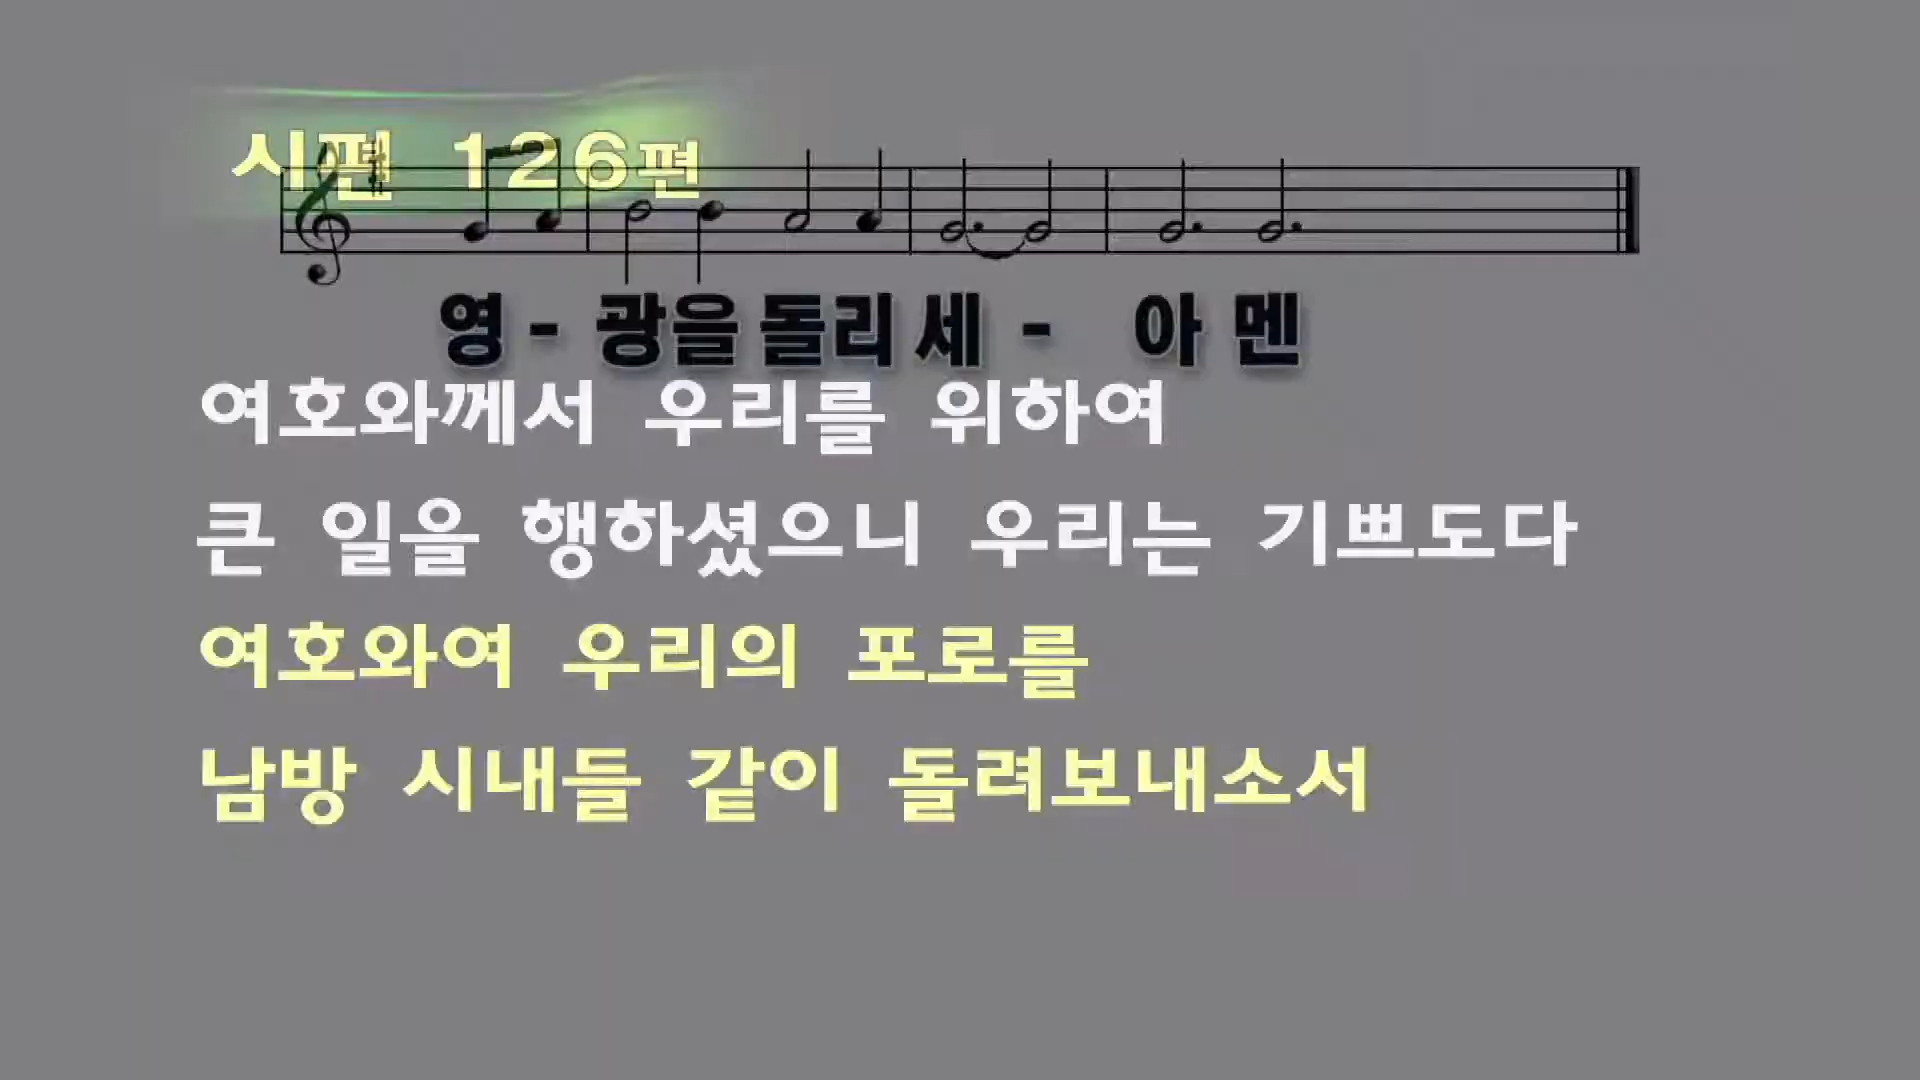 시편 126편
영 - 광을 돌리 세 - 아 멘
여호와께서 우리를 위하여
큰 일을 행하셨으니 우리는 기쁘도다
여호와여 우리의 포로를
남방 시내들 같이 돌려보내소서